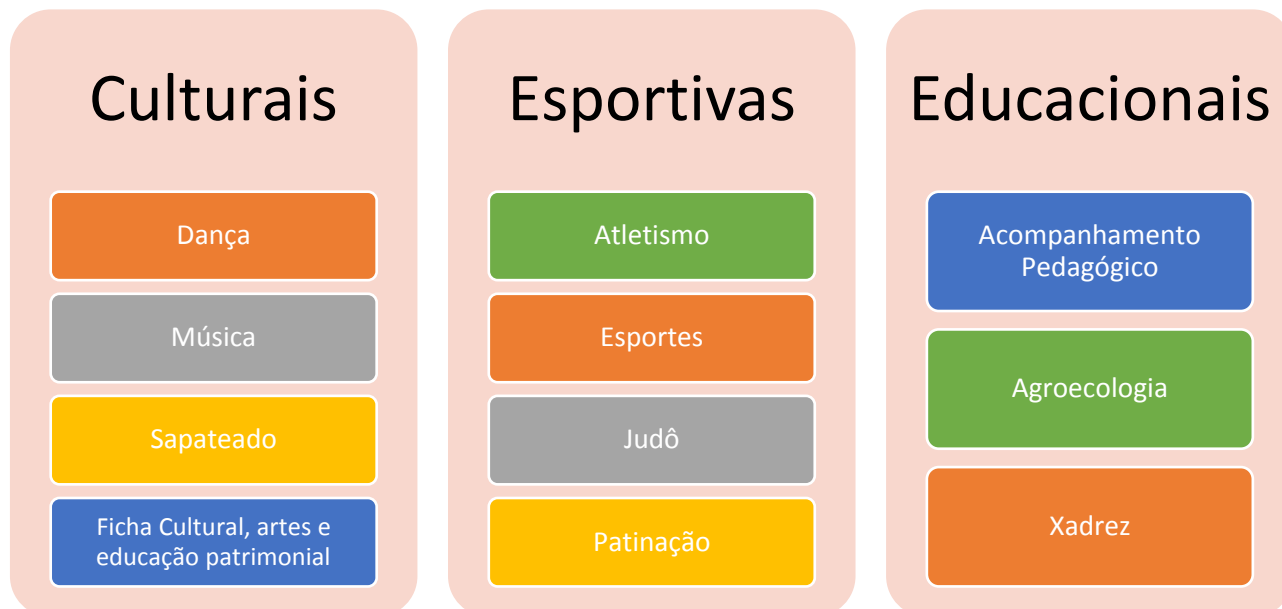 Culturais
Dança
Música
Sapateado
Ficha Cultural, artes e
educação patrimonial
Esportivas
Atletismo
Esportes
Judô
Patinação
Educacionais
Acompanhamento
Pedagógico
Agroecologia
Xadrez